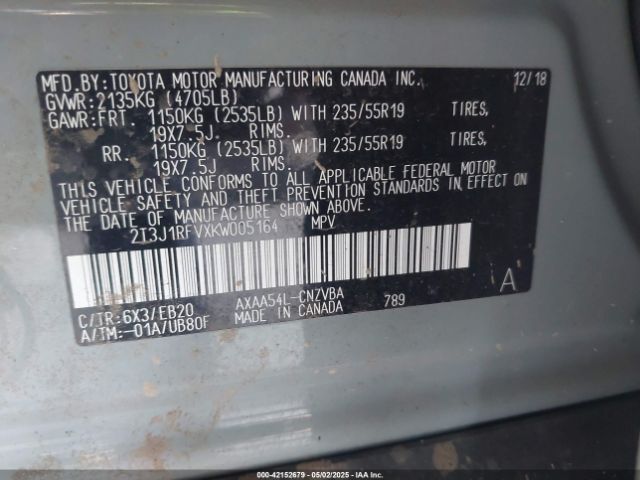 MFD.BY:TOYOTA MOTOR MANUFACTURING CANADA INC. 12/18
GVWR:2135KG (4705LB)
GAWR:FRT 1150KG (2535LB) WITH 235/55R19 TIRES,
19X7.5J RIMS.
RR. 1150KG (2535LB) WITH 235/55R19 TIRES,
19X7.5J RIMS.
THIS VEHICLE CONFORMS TO ALL APPLICABLE FEDERAL MOTOR
VEHICLE SAFETY AND THEFT PREVENTION STANDARDS IN EFFECT ON
THE DATE OF MANUFACTURE SHOWN ABOVE.
2T3J1RFVXKW005164 MPV
C/TR:6X3/EB20 AXAA54L-CNZVBA 789 A
A/TM:-01A/UB80F MADE IN CANADA
000-42152679 05/02/2025 IAAI